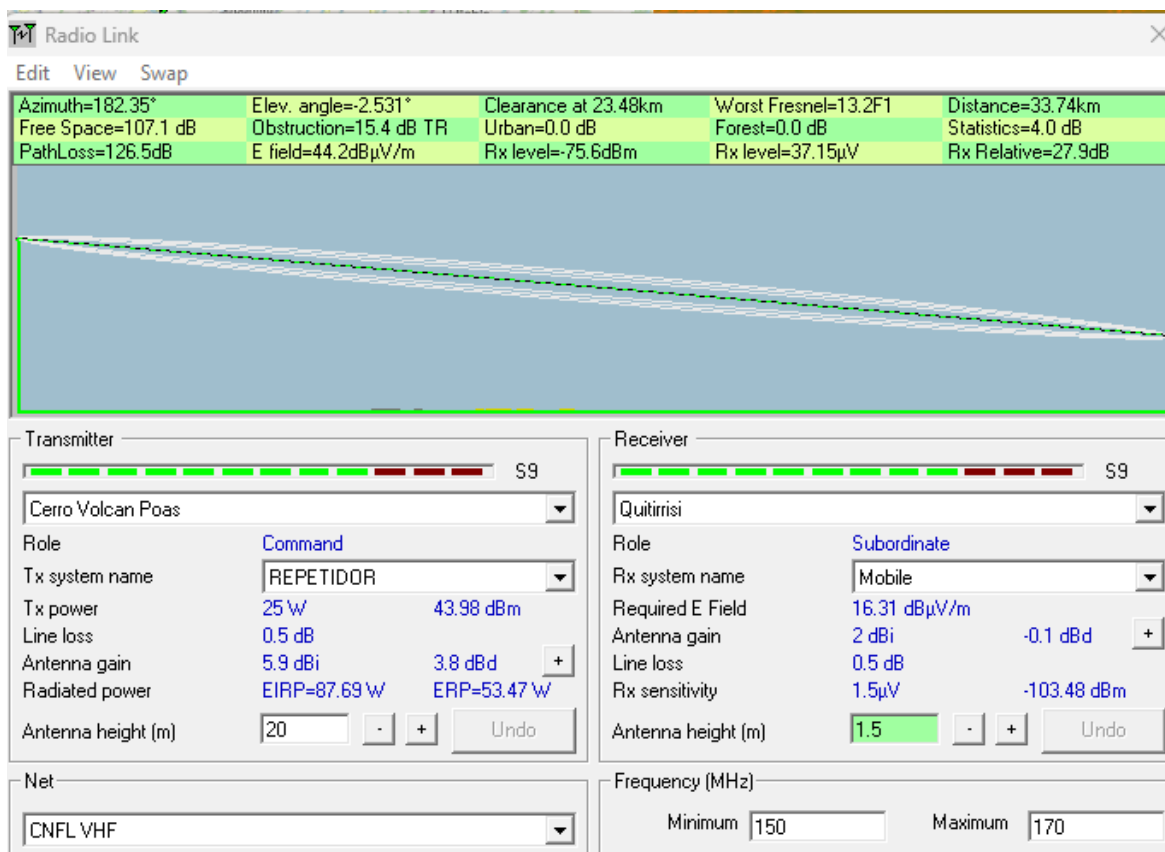 Radio Link
Edit View Swap
Azimuth=182.35° Elev. angle=-2.531° Clearance at 23.48km Worst Fresnel=13.2F1 Distance=33.74km
Free Space=107.1 dB Obstruction=15.4 dB TR Urban=0.0 dB Forest=0.0 dB Statistics=4.0 dB
PathLoss=126.5dB E field=44.2dBµV/m Rx level=-75.6dBm Rx level=37.15µV Rx Relative=27.9dB
Transmitter
S9
Cerro Volcan Poas
Role Command
Tx system name REPETIDOR
Tx power 25 W 43.98 dBm
Line loss 0.5 dB
Antenna gain 5.9 dBi 3.8 dBd +
Radiated power EIRP=87.69 W ERP=53.47 W
Antenna height (m) 20 - + Undo
Receiver
S9
Quitirrisi
Role Subordinate
Rx system name Mobile
Required E Field 16.31 dBµV/m
Antenna gain 2 dBi -0.1 dBd +
Line loss 0.5 dB
Rx sensitivity 1.5µV -103.48 dBm
Antenna height (m) 1.5 - + Undo
Net
CNFL VHF
Frequency (MHz)
Minimum 150 Maximum 170